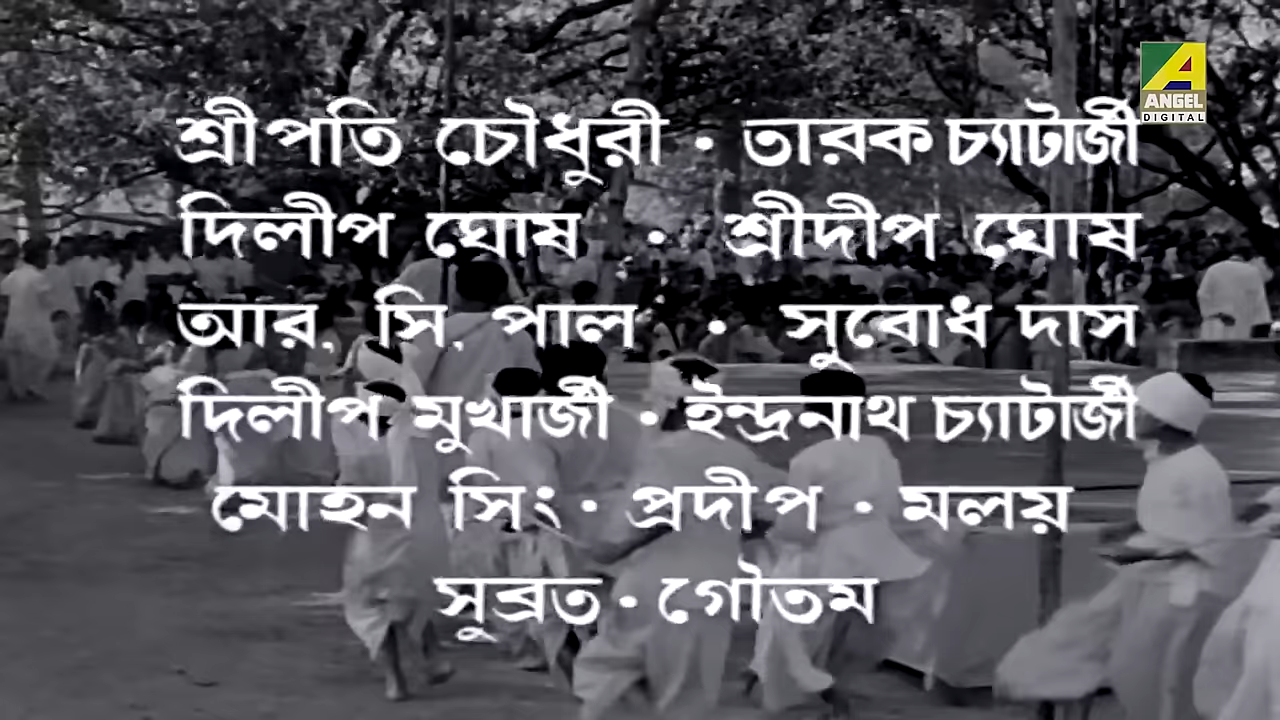 ANGEL
DIGITAL
শ্রীপতি চৌধুরী · তারক চ্যাটার্জী
দিলীপ ঘোষ · শ্রীদীপ ঘোষ
আর. সি. পাল · সুবোধ দাস
দিলীপ মুখার্জী · ইন্দ্রনাথ চ্যাটার্জী
মোহন সিং · প্রদীপ · মলয়
সুব্রত · গৌতম